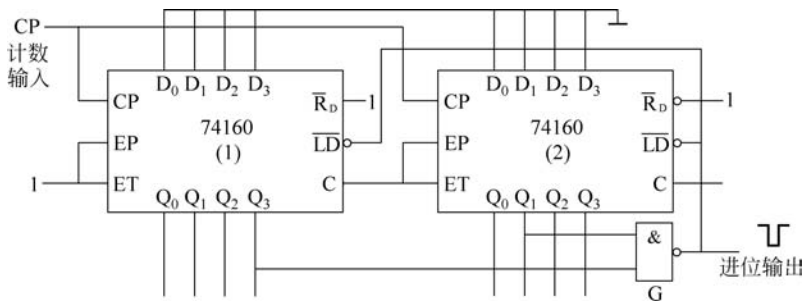 CP
计数
输入
D₀ D₁ D₂ D₃
CP
R̅D
1
74160
EP
(1)
L̅D̅
1
ET
C
Q₀ Q₁ Q₂ Q₃
D₀ D₁ D₂ D₃
CP
R̅D
1
74160
EP
(2)
L̅D̅
ET
C
Q₀ Q₁ Q₂ Q₃
&
进位输出
G